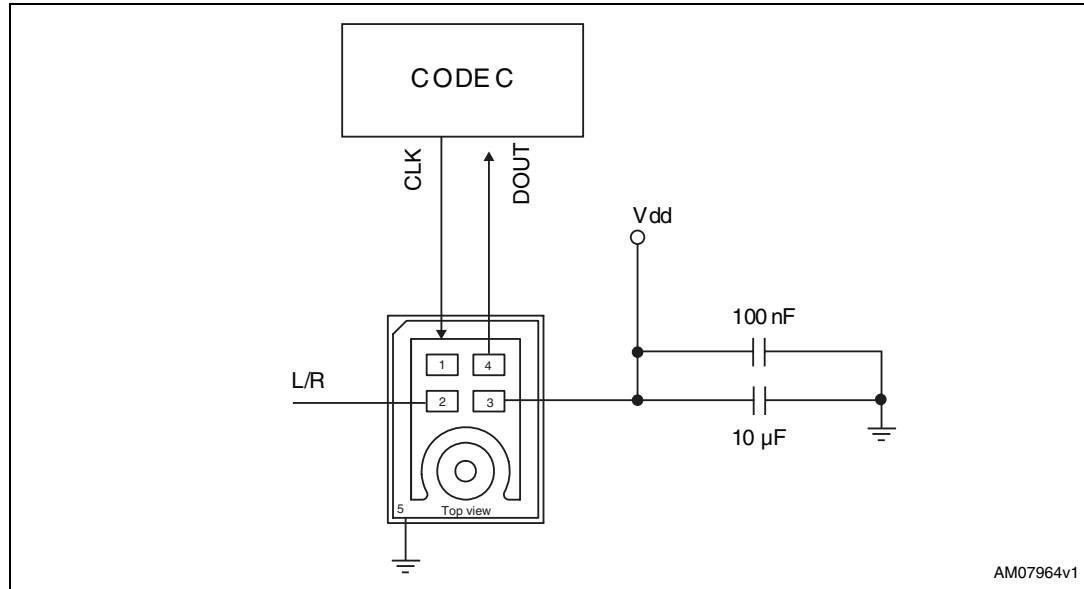 CODEC
CLK
DOUT
Vdd
100 nF
10 µF
L/R
1
4
2
3
5
Top view
AM07964v1